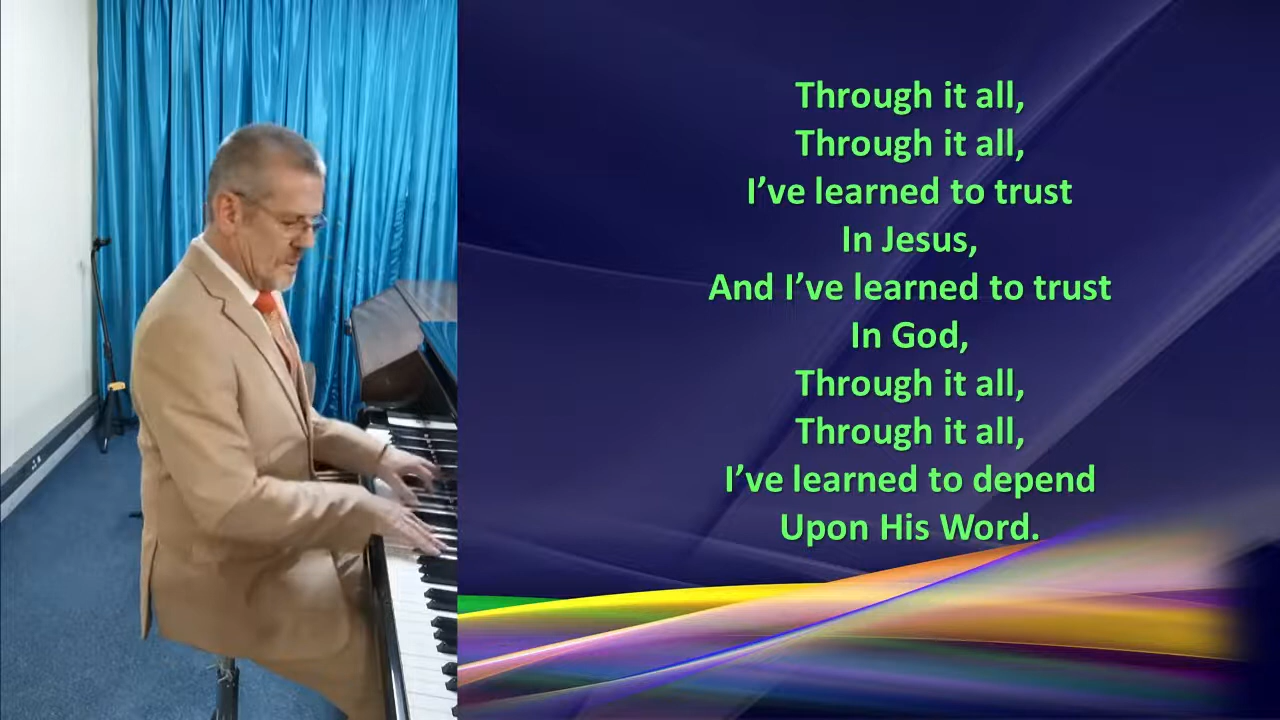 Through it all,
Through it all,
I’ve learned to trust
In Jesus,
And I’ve learned to trust
In God,
Through it all,
Through it all,
I’ve learned to depend
Upon His Word.